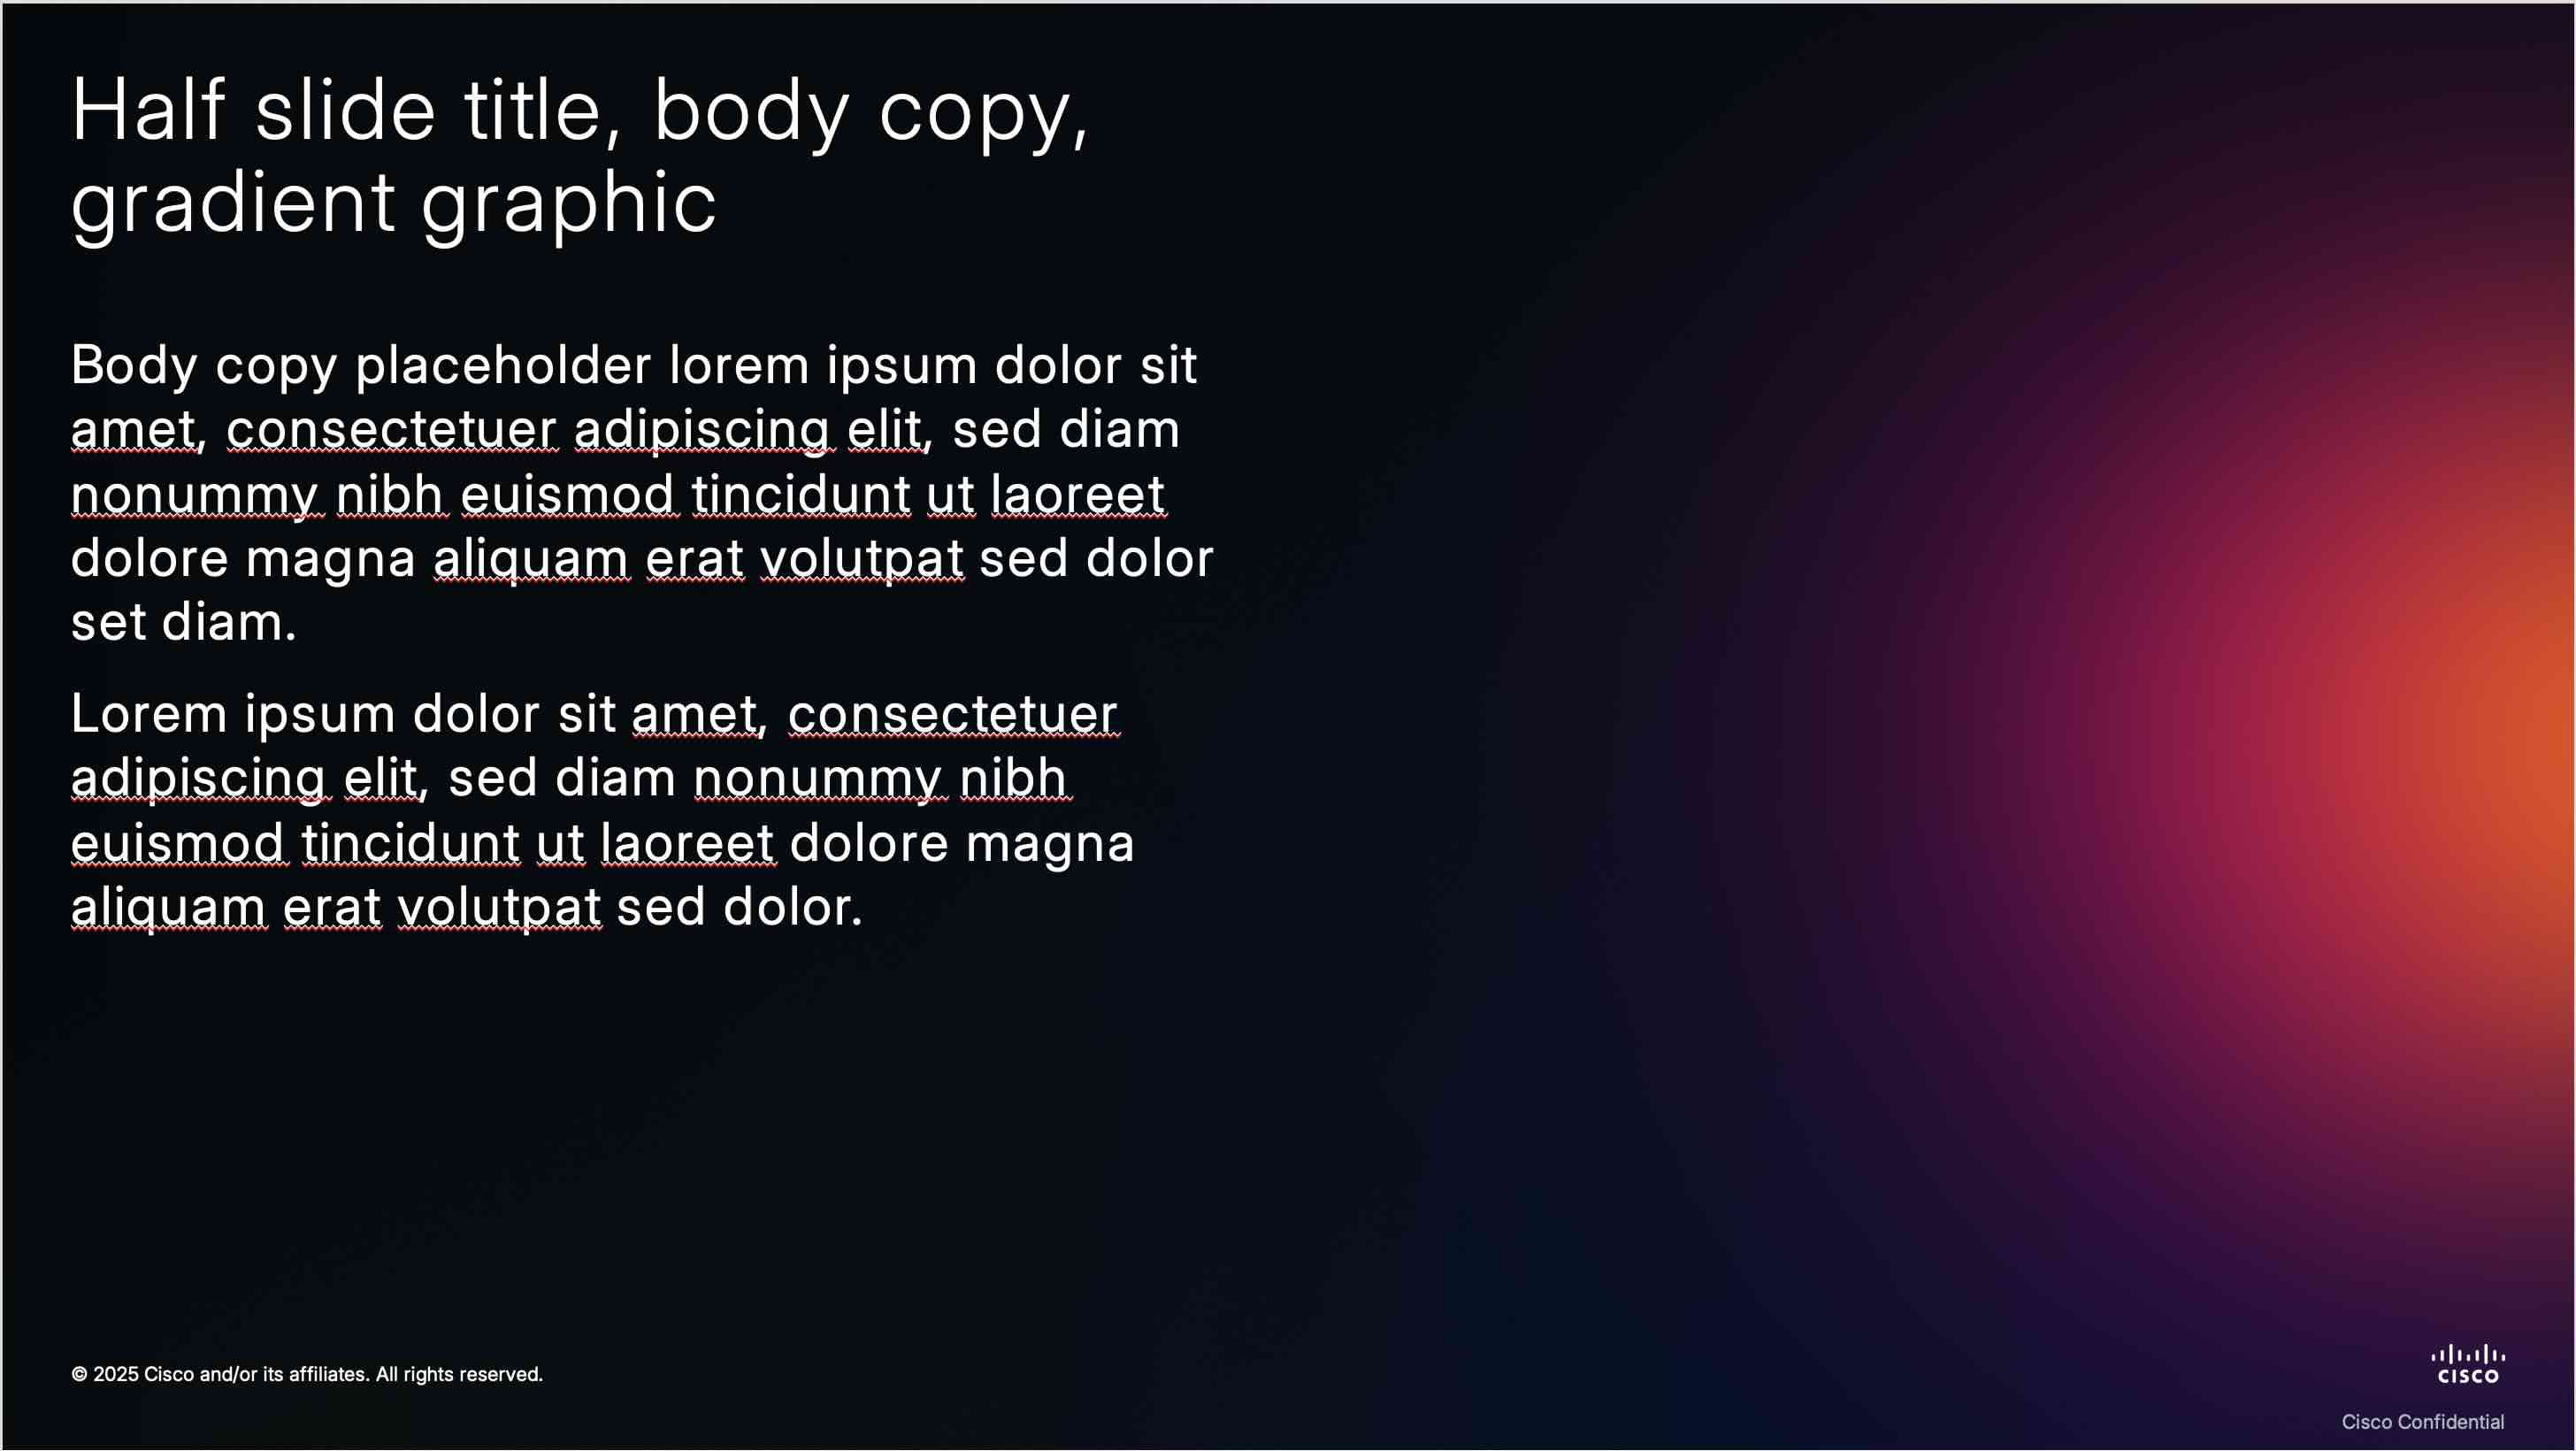 Half slide title, body copy,
gradient graphic
Body copy placeholder lorem ipsum dolor sit
amet, consectetuer adipiscing elit, sed diam
nonummy nibh euismod tincidunt ut laoreet
dolore magna aliquam erat volutpat sed dolor
set diam.
Lorem ipsum dolor sit amet, consectetuer
adipiscing elit, sed diam nonummy nibh
euismod tincidunt ut laoreet dolore magna
aliquam erat volutpat sed dolor.
© 2025 Cisco and/or its affiliates. All rights reserved.
CISCO
Cisco Confidential